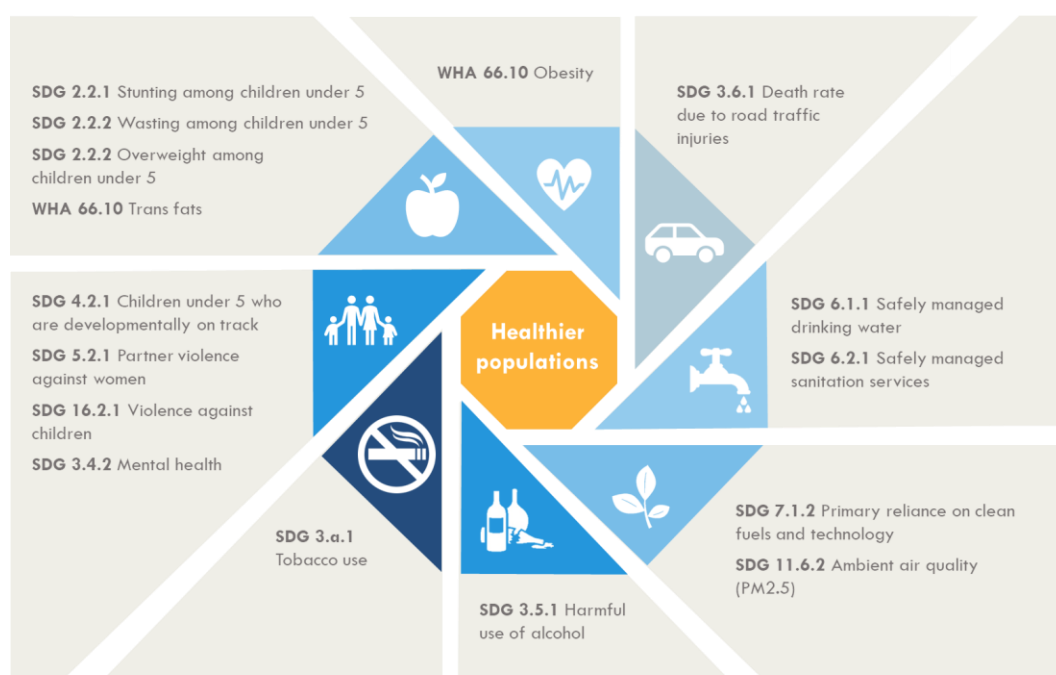 WHA 66.10 Obesity
SDG 2.2.1 Stunting among children under 5
SDG 2.2.2 Wasting among children under 5
SDG 2.2.2 Overweight among
children under 5
WHA 66.10 Trans fats
SDG 3.6.1 Death rate
due to road traffic
injuries
SDG 4.2.1 Children under 5 who
are developmentally on track
SDG 5.2.1 Partner violence
against women
SDG 16.2.1 Violence against
children
SDG 3.4.2 Mental health
Healthier
populations
SDG 6.1.1 Safely managed
drinking water
SDG 6.2.1 Safely managed
sanitation services
SDG 3.a.1
Tobacco use
SDG 3.5.1 Harmful
use of alcohol
SDG 7.1.2 Primary reliance on clean
fuels and technology
SDG 11.6.2 Ambient air quality
(PM2.5)